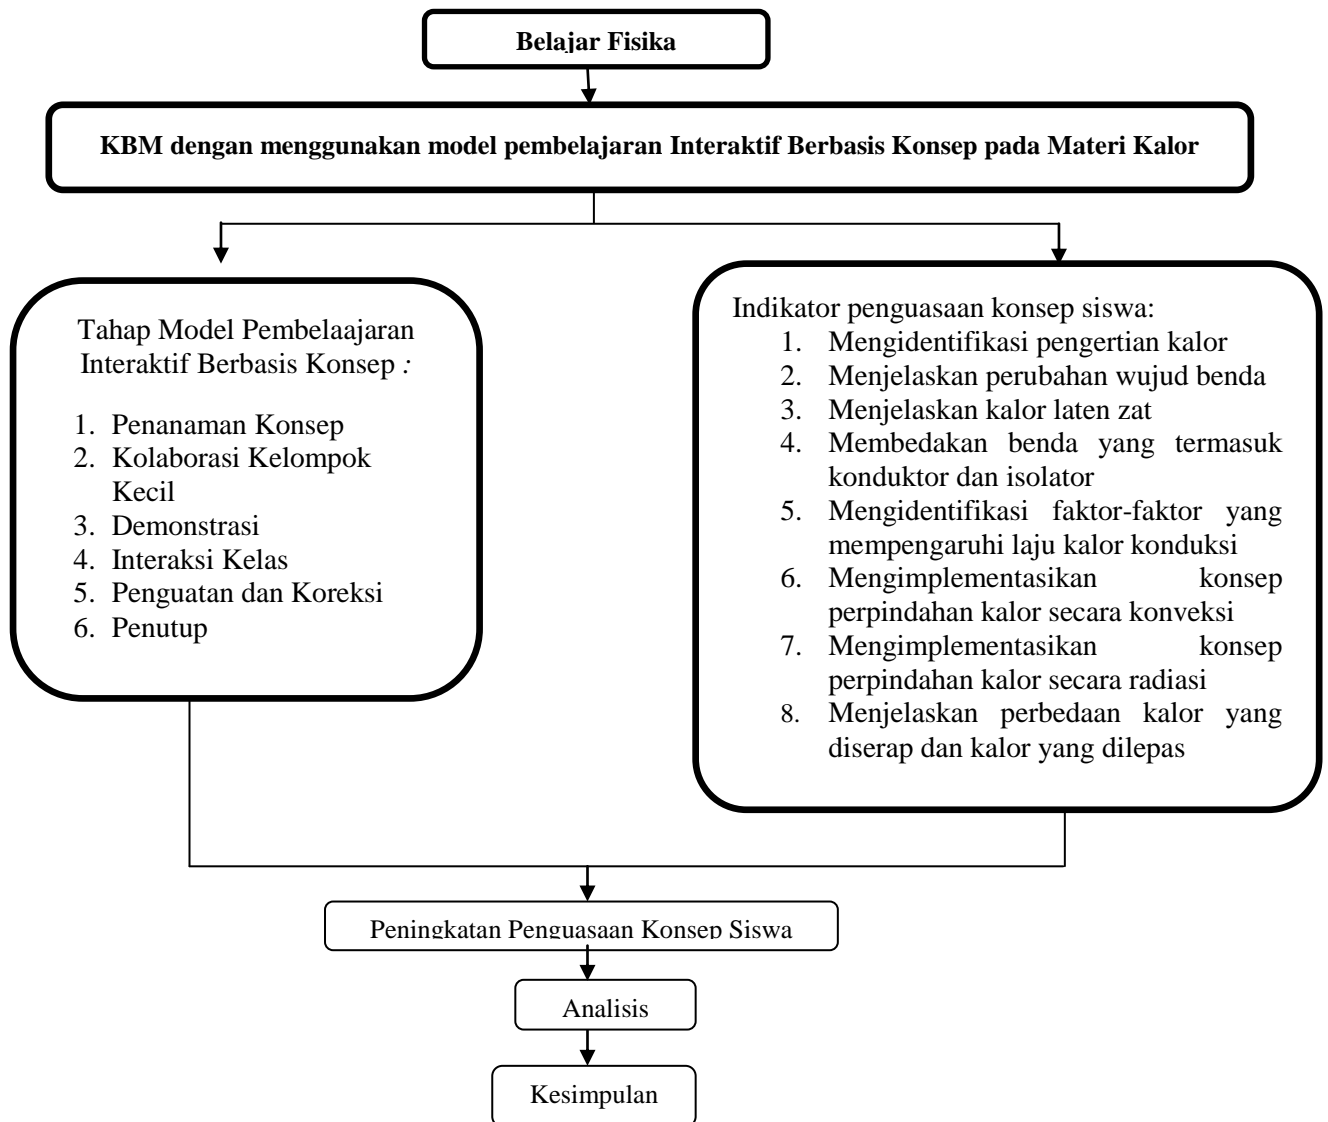 Belajar Fisika
KBM dengan menggunakan model pembelajaran Interaktif Berbasis Konsep pada Materi Kalor
Tahap Model Pembelaajaran
Interaktif Berbasis Konsep :
1. Penanaman Konsep
2. Kolaborasi Kelompok
Kecil
3. Demonstrasi
4. Interaksi Kelas
5. Penguatan dan Koreksi
6. Penutup
Indikator penguasaan konsep siswa:
1. Mengidentifikasi pengertian kalor
2. Menjelaskan perubahan wujud benda
3. Menjelaskan kalor laten zat
4. Membedakan benda yang termasuk
konduktor dan isolator
5. Mengidentifikasi faktor-faktor yang
mempengaruhi laju kalor konduksi
6. Mengimplementasikan konsep
perpindahan kalor secara konveksi
7. Mengimplementasikan konsep
perpindahan kalor secara radiasi
8. Menjelaskan perbedaan kalor yang
diserap dan kalor yang dilepas
Peningkatan Penguasaan Konsep Siswa
Analisis
Kesimpulan